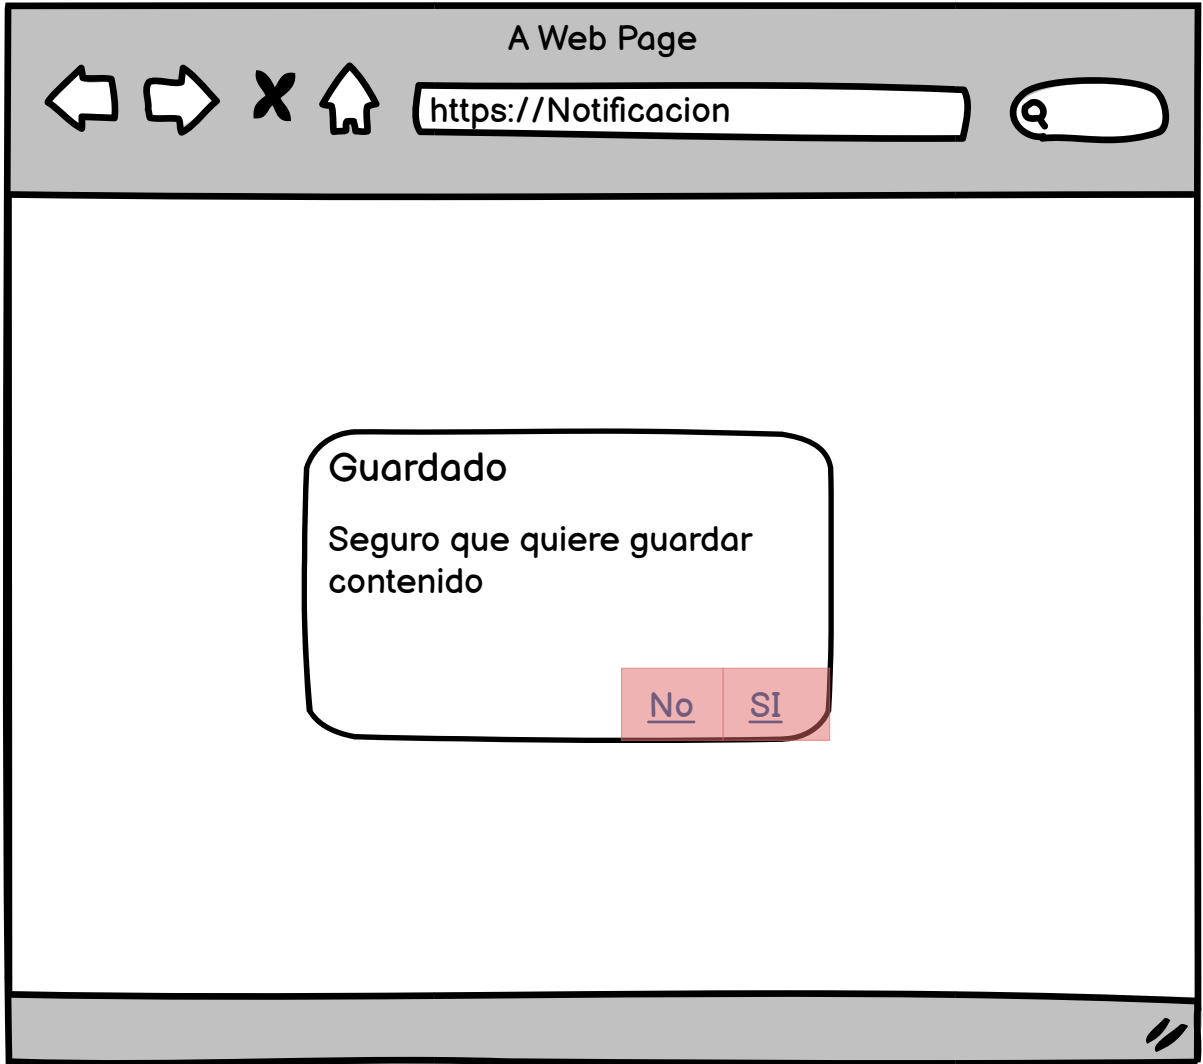 A Web Page
https://Notificacion
Guardado
Seguro que quiere guardar
contenido
No SI